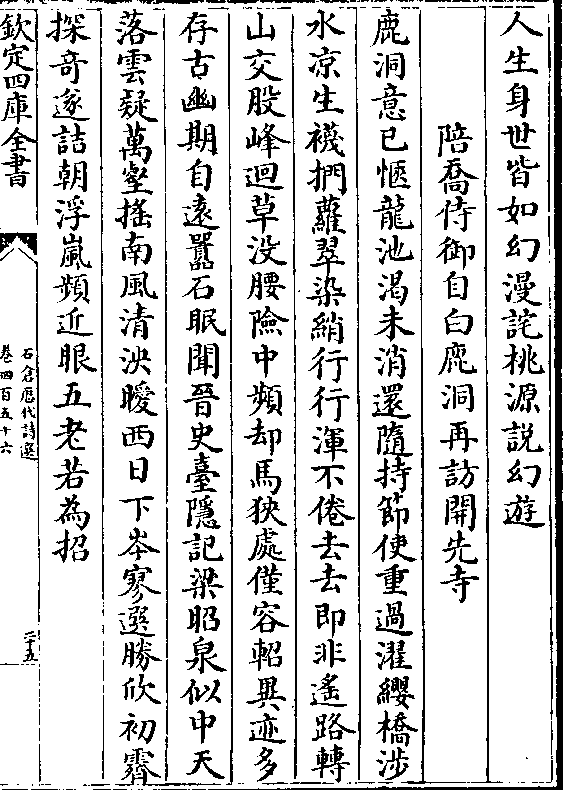 人生身世皆如幻漫詫桃源説幻遊
陪喬侍御自白鹿洞再訪開先寺
鹿洞意已愜龍池渴未消還隨持節使重過濯纓橋涉
水凉生襪捫蘿翠染綃行行渾不倦去去即非遙路轉
山交股峰迴草没腰險中頻却馬狹處僅容軺異迹多
存古幽期自遠囂石眠聞晉史臺隱記梁昭泉似中天
落雲疑萬壑搖南風清泱曖西日下岑寥選勝欣初霽
探奇遂詰朝浮嵐頻近眼五老若為招
欽定四庫全書
石倉歴代詩選
卷四百五十六
二十五